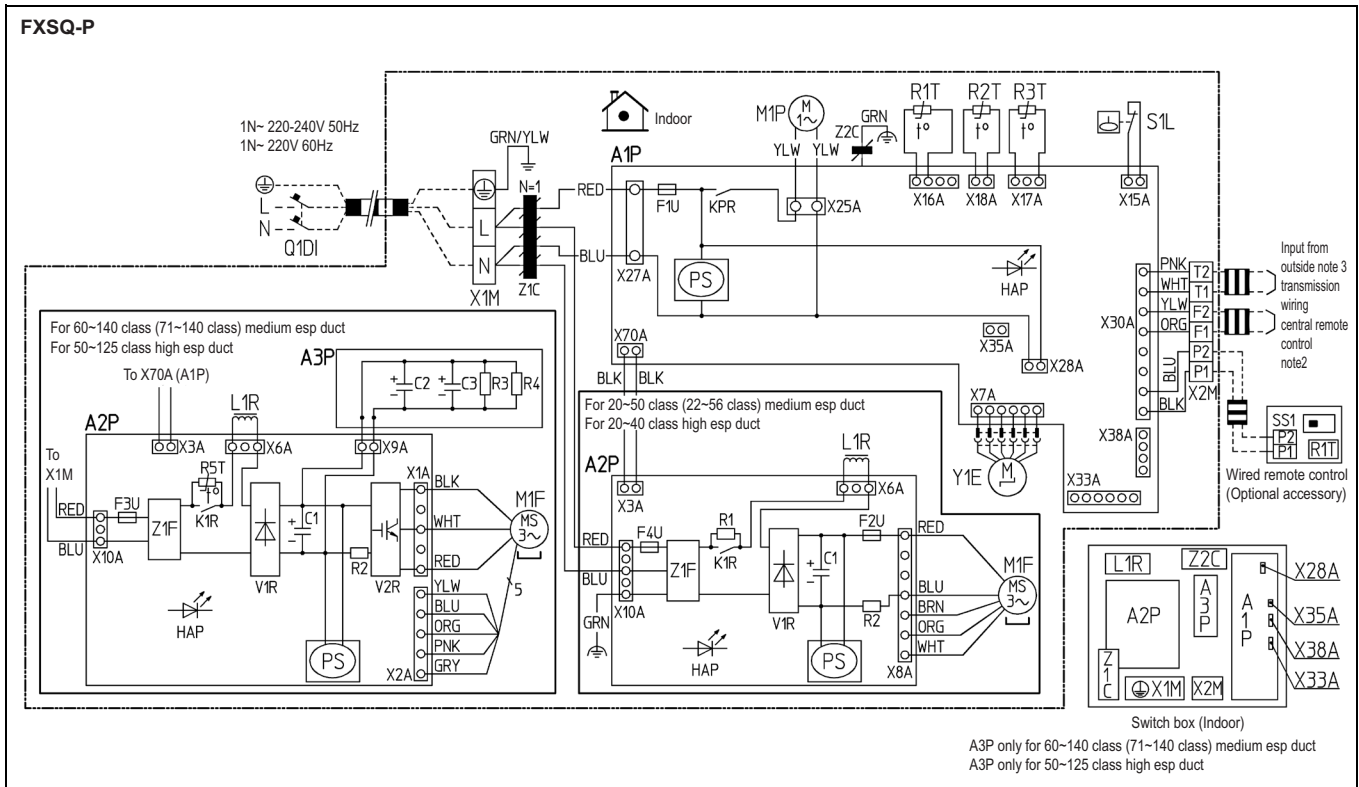 FXSQ-P
1N~ 220-240V 50Hz
1N~ 220V 60Hz
L
N
Q1DI
GRN/YLW
N=1
L
N
X1M
Z1C
RED
BLU
Indoor
A1P
X27A
F1U
KPR
PS
M1P
M
1~
YLW
YLW
X25A
Z2C
GRN
R1T
R2T
R3T
t°
t°
t°
X16A
X18A
X17A
S1L
X15A
HAP
X35A
X28A
X70A
BLK
BLK
X7A
Y1E
M
X33A
X38A
X30A
PNK
WHT
YLW
ORG
BLU
BLK
T2
T1
F2
F1
P2
P1
X2M
Input from
outside note 3
transmission
wiring
central remote
control
note2
SS1
P2
P1
R1T
Wired remote control
(Optional accessory)
For 60~140 class (71~140 class) medium esp duct
For 50~125 class high esp duct
To X70A (A1P)
A3P
C2
C3
R3
R4
A2P
L1R
X3A
X6A
X9A
To
X1M
RED
BLU
X10A
F3U
Z1F
R5T
t°
K1R
V1R
C1
R2
V2R
X1A
BLK
WHT
RED
M1F
MS
3~
5
YLW
BLU
ORG
PNK
GRY
X2A
HAP
PS
For 20~50 class (22~56 class) medium esp duct
For 20~40 class high esp duct
A2P
L1R
X3A
X6A
RED
BLU
GRN
X10A
F4U
Z1F
R1
K1R
V1R
C1
F2U
R2
RED
BLU
BRN
ORG
WHT
X8A
M1F
MS
3~
HAP
PS
L1R
Z2C
A2P
A3P
A1P
Z1C
X1M
X2M
X28A
X35A
X38A
X33A
Switch box (Indoor)
A3P only for 60~140 class (71~140 class) medium esp duct
A3P only for 50~125 class high esp duct